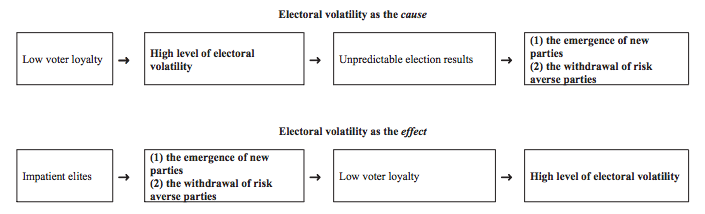 Electoral volatility as the cause
Low voter loyalty
→
High level of electoral
volatility
→
Unpredictable election results
→
(1) the emergence of new
parties
(2) the withdrawal of risk
averse parties
Electoral volatility as the effect
Impatient elites
→
(1) the emergence of new
parties
(2) the withdrawal of risk
averse parties
→
Low voter loyalty
→
High level of electoral volatility